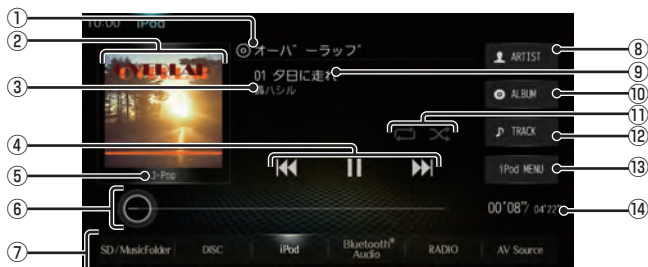 ①
②
③
④
⑤
⑥
⑦
⑧
⑨
⑩
⑪
⑫
⑬
⑭
10:00 iPod
オーバーラップ
OVERLAP
01 夕日に走れ
轟ハシル
J-Pop
ARTIST
ALBUM
TRACK
iPod MENU
00'08"/ 04'22"
SD/MusicFolder
DISC
iPod
Bluetooth® Audio
RADIO
AV Source